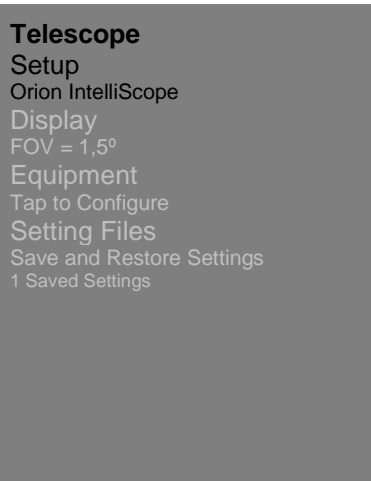 Telescope
Setup
Orion IntelliScope
Display
FOV = 1,5º
Equipment
Tap to Configure
Setting Files
Save and Restore Settings
1 Saved Settings